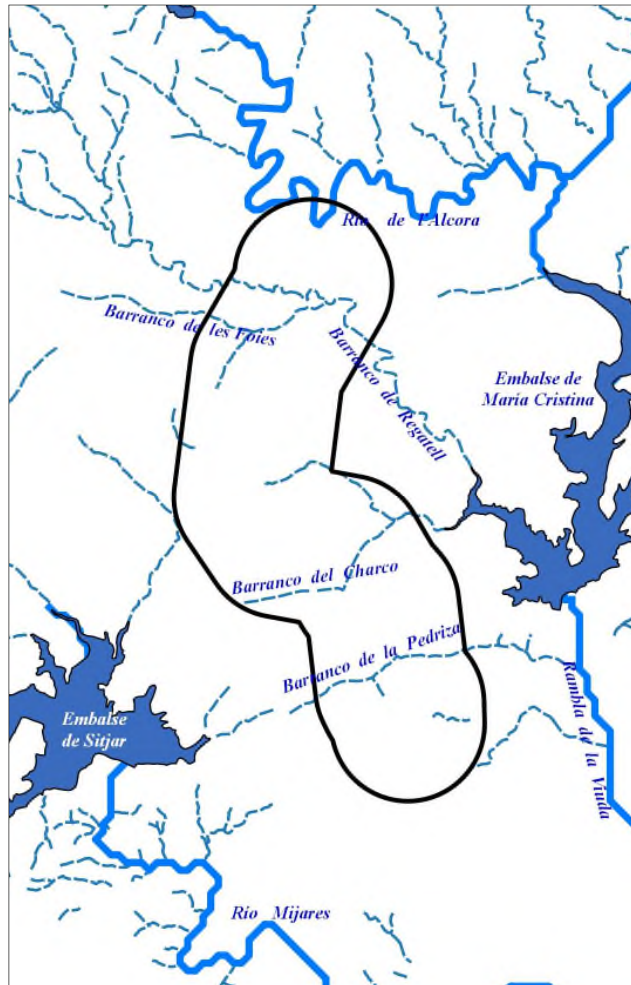 Río de l'Alcora
Barranco de les Foies
Barranco de Regatell
Embalse de
María Cristina
Barranco del Charco
Barranco de la Pedriza
Embalse
de Sitjar
Rambla de la Viuda
Río Mijares